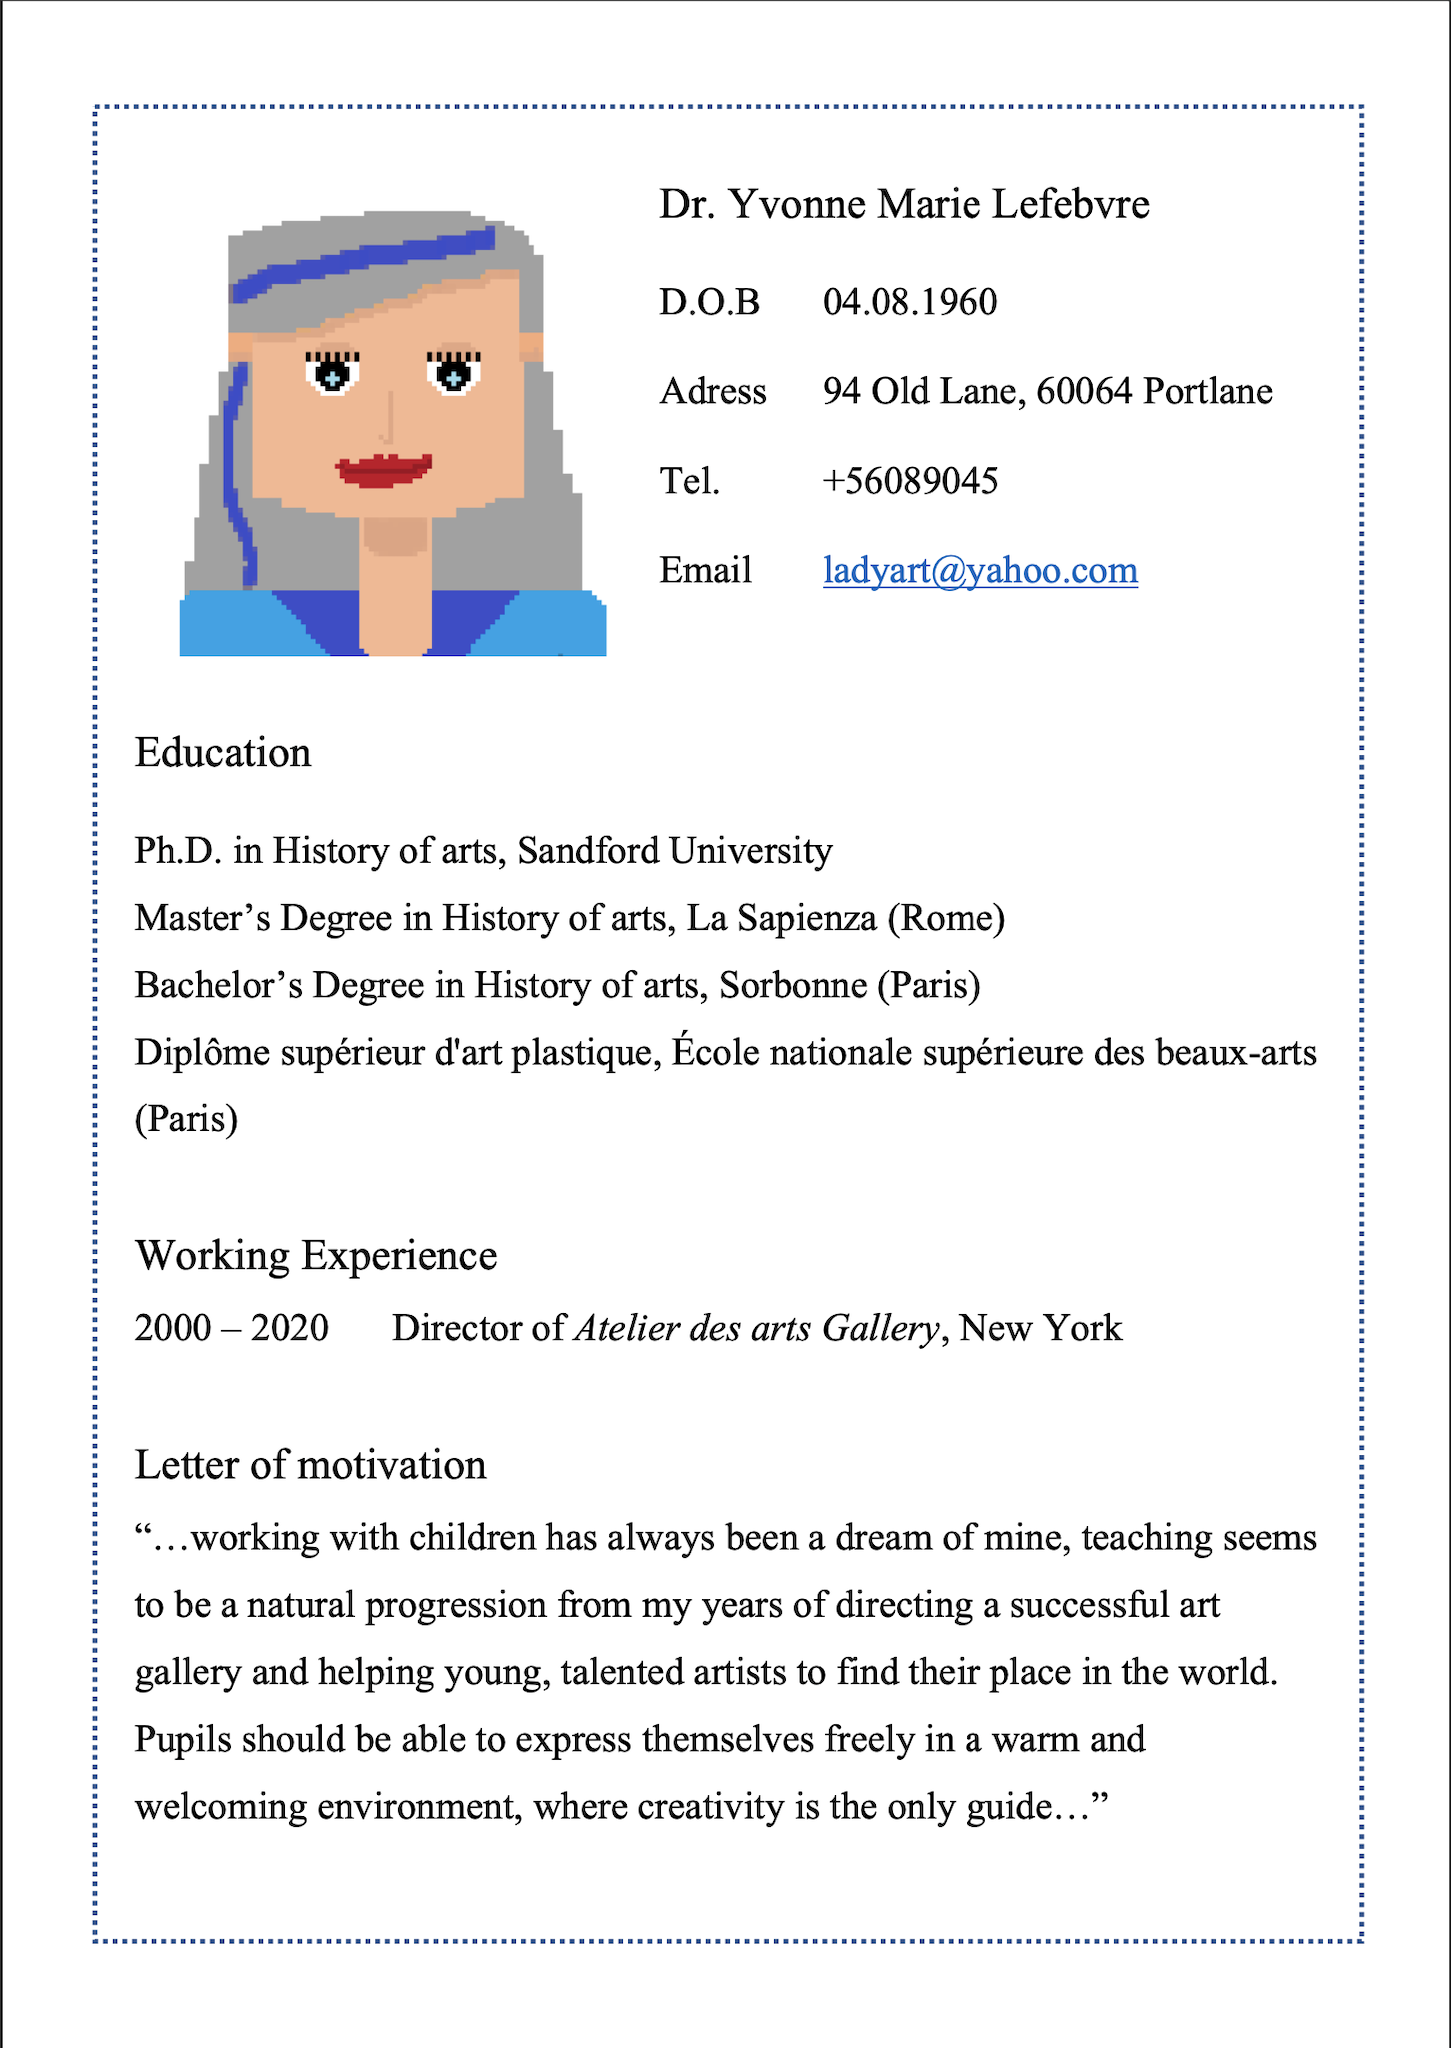 Dr. Yvonne Marie Lefebvre
D.O.B 04.08.1960
Adress 94 Old Lane, 60064 Portlane
Tel. +56089045
Email ladyart@yahoo.com
Education
Ph.D. in History of arts, Sandford University
Master’s Degree in History of arts, La Sapienza (Rome)
Bachelor’s Degree in History of arts, Sorbonne (Paris)
Diplôme supérieur d'art plastique, École nationale supérieure des beaux-arts
(Paris)
Working Experience
2000 – 2020 Director of Atelier des arts Gallery, New York
Letter of motivation
“…working with children has always been a dream of mine, teaching seems
to be a natural progression from my years of directing a successful art
gallery and helping young, talented artists to find their place in the world.
Pupils should be able to express themselves freely in a warm and
welcoming environment, where creativity is the only guide…”